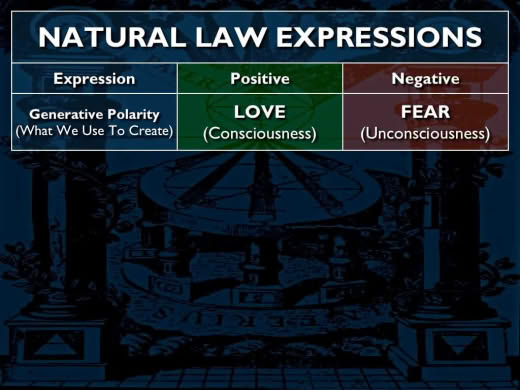 NATURAL LAW EXPRESSIONS
Expression Positive Negative
Generative Polarity LOVE FEAR
(What We Use To Create) (Consciousness) (Unconsciousness)